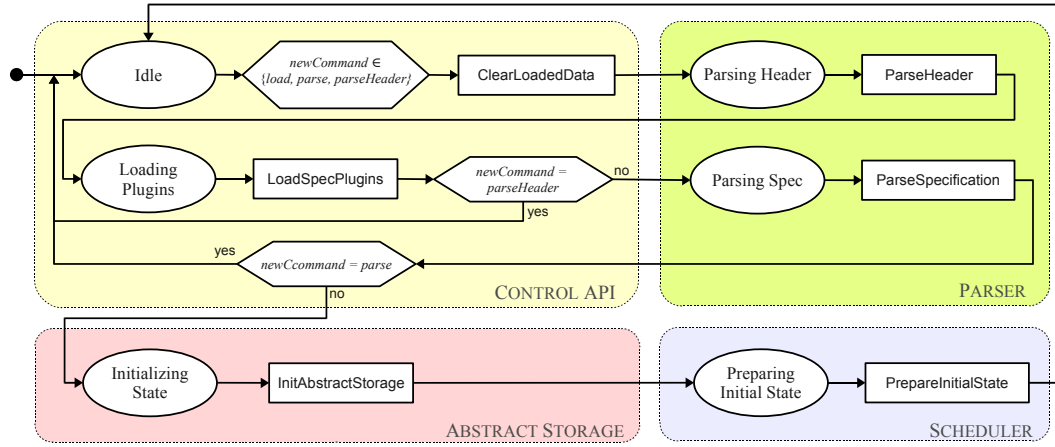 Idle
newCommand ∈
{load, parse, parseHeader}
ClearLoadedData
Parsing Header
ParseHeader
Loading
Plugins
LoadSpecPlugins
newCommand =
parseHeader
no
yes
Parsing Spec
ParseSpecification
yes
newCcommand = parse
no
CONTROL API
PARSER
Initializing
State
InitAbstractStorage
Preparing
Initial State
PrepareInitialState
ABSTRACT STORAGE
SCHEDULER